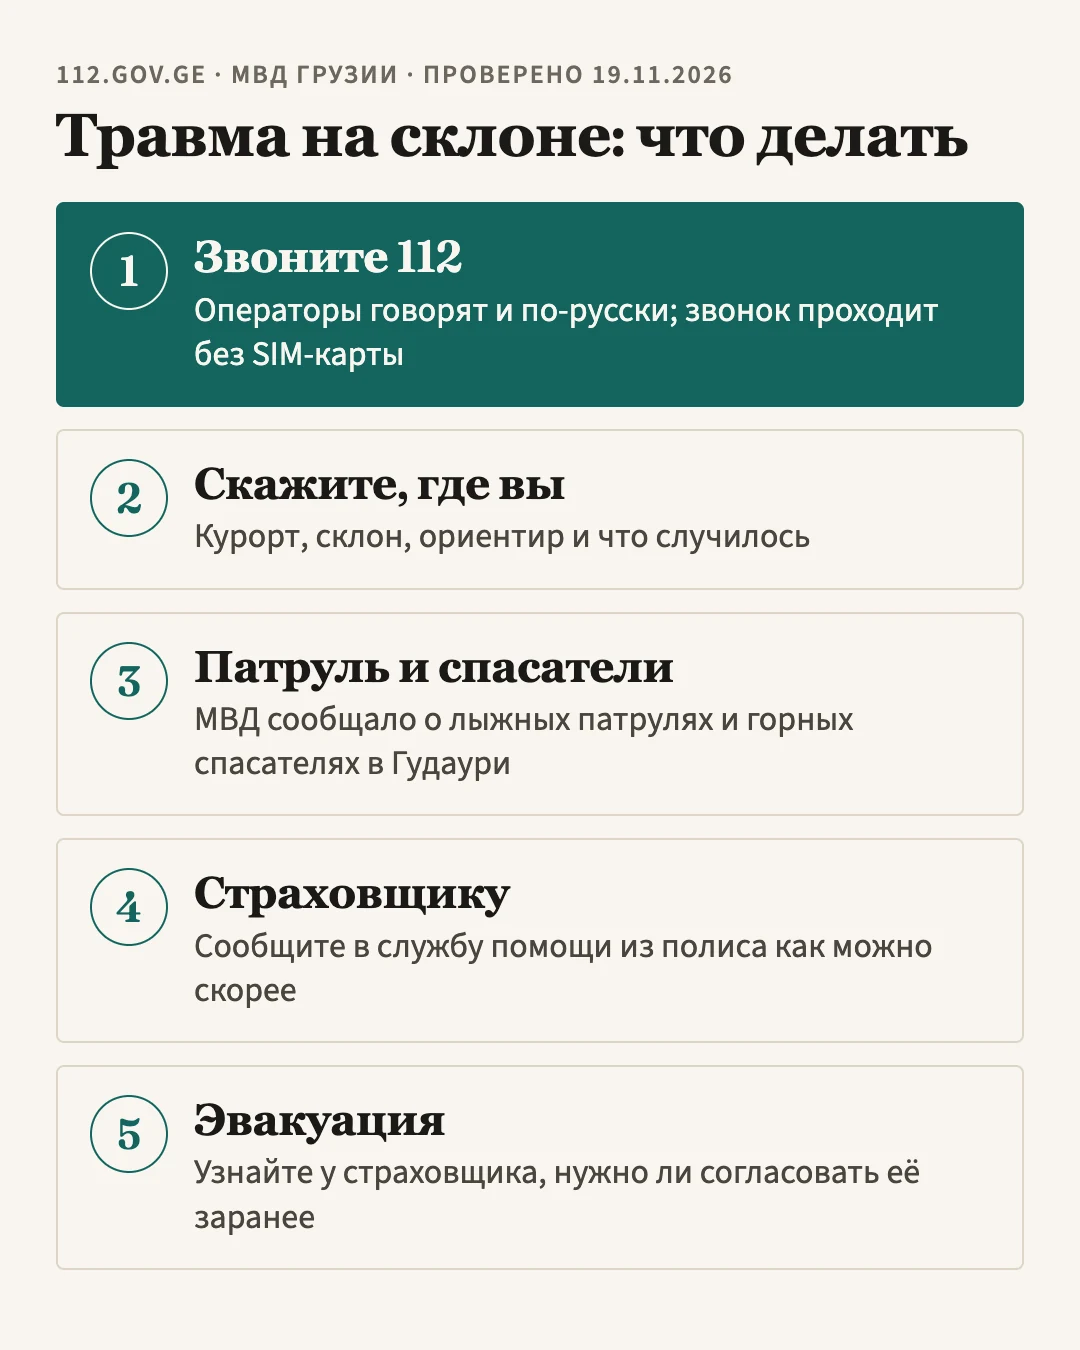 112.GOV.GE · МВД ГРУЗИИ · ПРОВЕРЕНО 19.11.2026
Травма на склоне: что делать
1
Звоните 112
Операторы говорят и по-русски; звонок проходит
без SIM-карты
2
Скажите, где вы
Курорт, склон, ориентир и что случилось
3
Патруль и спасатели
МВД сообщало о лыжных патрулях и горных
спасателях в Гудаури
4
Страховщику
Сообщите в службу помощи из полиса как можно
скорее
5
Эвакуация
Узнайте у страховщика, нужно ли согласовать её
заранее